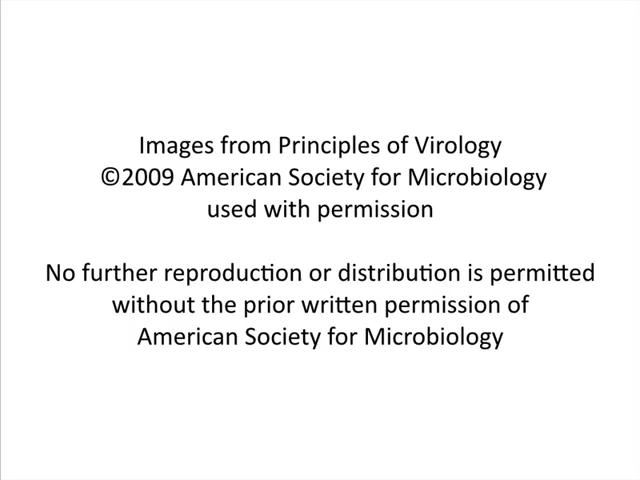 Images from Principles of Virology
©2009 American Society for Microbiology
used with permission
No further reproduction or distribution is permitted
without the prior written permission of
American Society for Microbiology